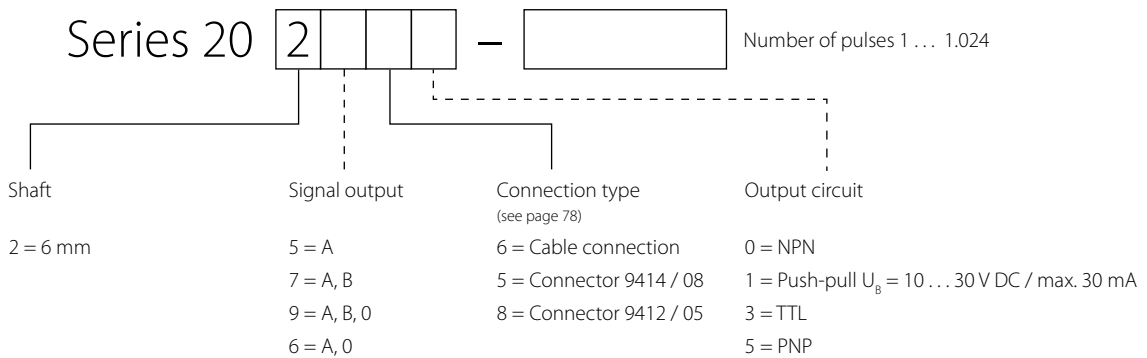 Series 20 2 – Number of pulses 1 … 1.024
Shaft Signal output Connection type Output circuit
(see page 78)
2 = 6 mm 5 = A 6 = Cable connection 0 = NPN
7 = A, B 5 = Connector 9414 / 08 1 = Push-pull U_B = 10 … 30 V DC / max. 30 mA
9 = A, B, 0 8 = Connector 9412 / 05 3 = TTL
6 = A, 0 5 = PNP